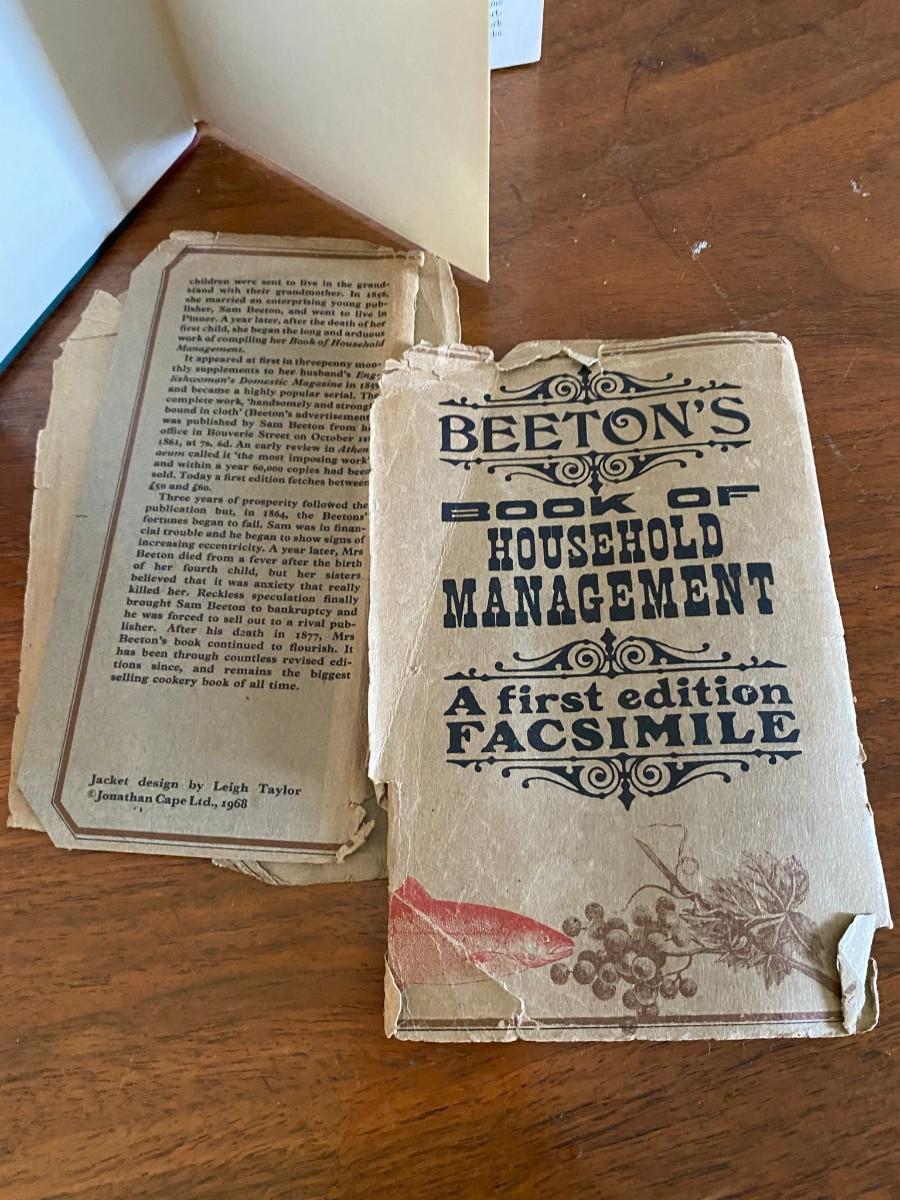 children were sent to live in the grand-
stand with their grandmother. In 1856,
she married an enterprising young pub-
lisher, Sam Beeton, and went to live in
Pinner. A year later, after the death of her
first child, she began the long and arduous
work of compiling her Book of Household
Management.
It appeared at first in threepenny mon-
thly supplements to her husband's Eng-
lishwoman's Domestic Magazine in 1859
and became a highly popular serial. The
complete work, 'handsomely and strong
bound in cloth' (Beeton's advertisement
was published by Sam Beeton from h
office in Bouverie Street on October 1st
1861, at 7s. 6d. An early review in Athen
aeum called it 'the most imposing work'
and within a year 60,000 copies had been
sold. Today a first edition fetches between
£50 and £60.
Three years of prosperity followed the
publication but, in 1864, the Beetons'
fortunes began to fail. Sam was in finan-
cial trouble and he began to show signs of
increasing eccentricity. A year later, Mrs
Beeton died from a fever after the birth
of her fourth child, but her sisters
believed that it was anxiety that really
killed her. Reckless speculation finally
brought Sam Beeton to bankruptcy and
he was forced to sell out to a rival pub-
lisher. After his death in 1877, Mrs
Beeton's book continued to flourish. It
has been through countless revised edi-
tions since, and remains the biggest
selling cookery book of all time.
Jacket design by Leigh Taylor
©Jonathan Cape Ltd., 1968
BEETON'S
BOOK OF
HOUSEHOLD
MANAGEMENT
A first edition
FACSIMILE